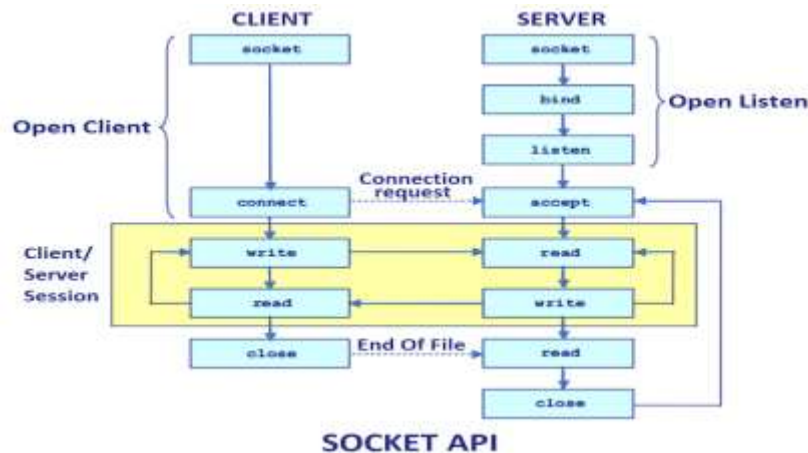 CLIENT
SERVER
socket
socket
bind
Open Client
Open Listen
listen
Connection
request
connect
accept
Client/
Server
Session
write
read
read
write
close
End Of File
read
close
SOCKET API